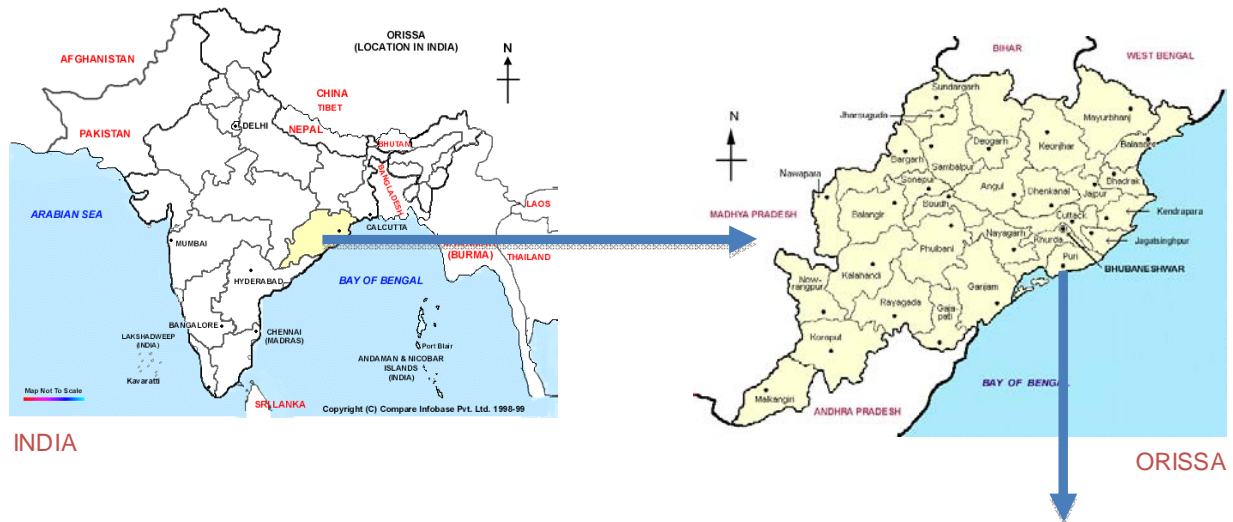 ORISSA
(LOCATION IN INDIA)
N
AFGHANISTAN
CHINA
TIBET
PAKISTAN
DELHI
NEPAL
BHUTAN
BANGLADESH
LAOS
ARABIAN SEA
CALCUTTA
MUMBAI
(BURMA)
THAILAND
HYDERABAD
BAY OF BENGAL
BANGALORE
CHENNAI
(MADRAS)
LAKSHADWEEP
(INDIA)
Kavaratti
Port Blair
ANDAMAN & NICOBAR
ISLANDS
(INDIA)
Map Not To Scale
SRI LANKA
Copyright (C) Compare Infobase Pvt. Ltd. 1998-99
INDIA
BIHAR
WEST BENGAL
N
Sundargarh
Jharsuguda
Mayurbhanj
Deogarh
Keonjhar
Balasore
Bargarh
Sambalpur
Nawapara
Sonepur
Angul
Dhenkanal
Bhadrak
Jajpur
MADHYA PRADESH
Balangir
Boudh
Cuttack
Kendrapara
Phulbani
Nayagarh
Khurda
Jagatsinghpur
Puri
BHUBANESHWAR
Kalahandi
Now-
rangpur
Rayagada
Ganjam
Gaja-
pati
Koraput
BAY OF BENGAL
Malkangiri
ANDHRA PRADESH
ORISSA